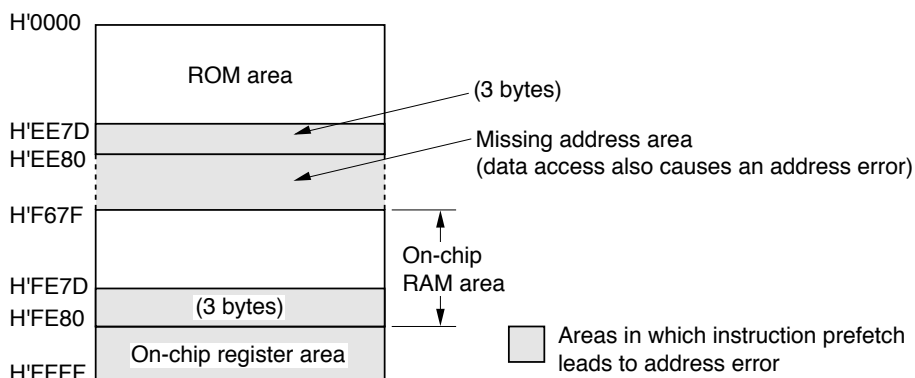 H'0000
ROM area
(3 bytes)
H'EE7D
Missing address area
H'EE80
(data access also causes an address error)
H'F67F
On-chip
RAM area
H'FE7D
(3 bytes)
H'FE80
On-chip register area
Areas in which instruction prefetch
leads to address error